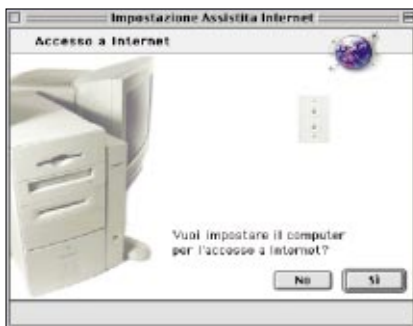 Impostazione Assistita Internet
Accesso a Internet
Vuoi impostare il computer
per l'accesso a Internet?
No
Sì